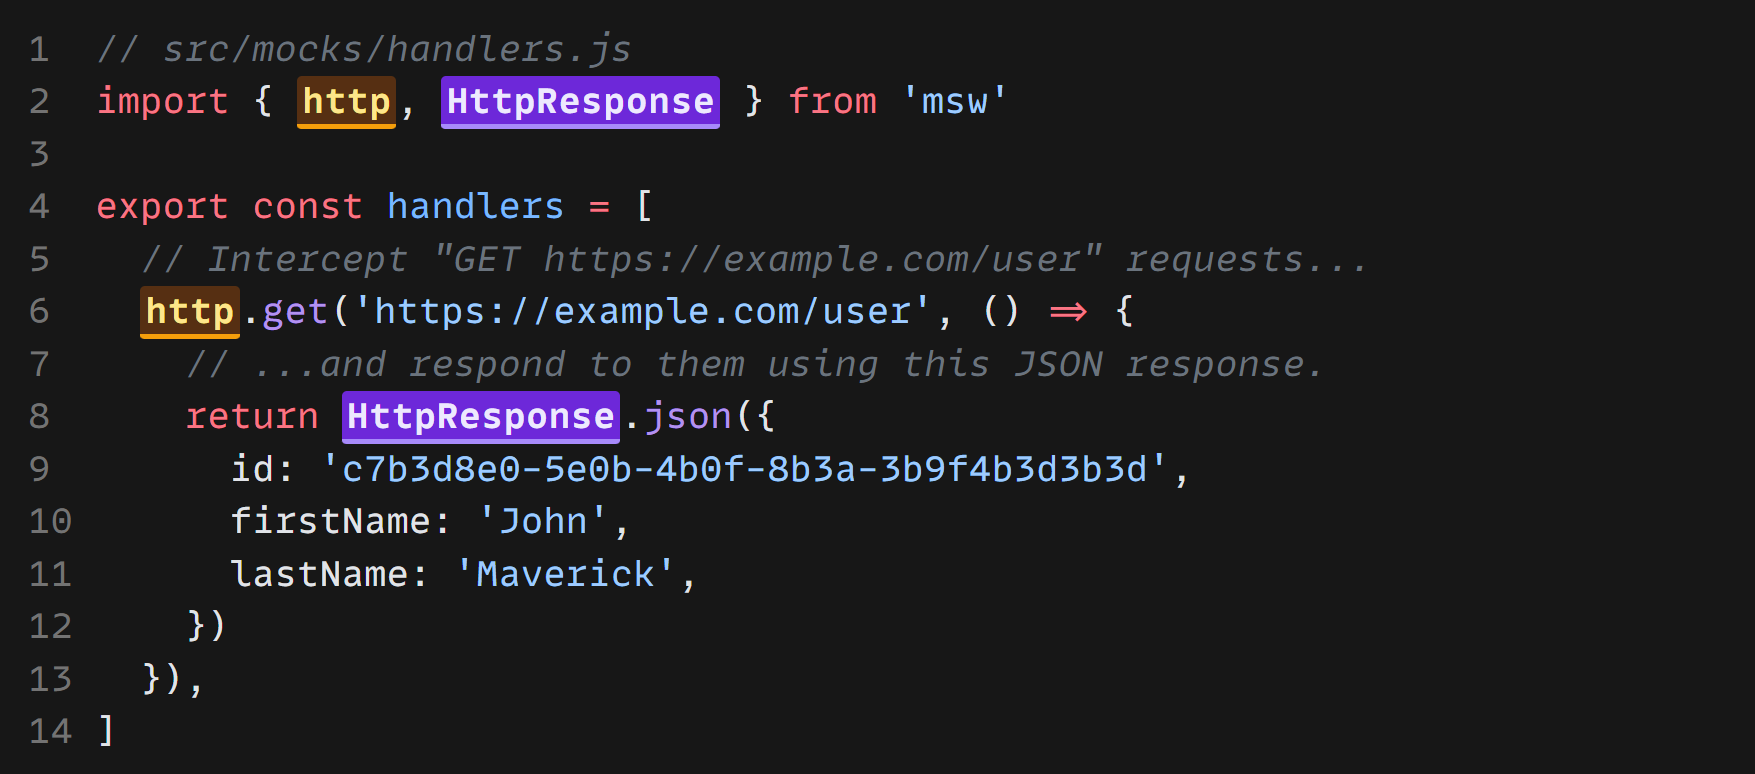 1 // src/mocks/handlers.js
2 import { http, HttpResponse } from 'msw'
3
4 export const handlers = [
5   // Intercept "GET https://example.com/user" requests...
6   http.get('https://example.com/user', () => {
7     // ...and respond to them using this JSON response.
8     return HttpResponse.json({
9       id: 'c7b3d8e0-5e0b-4b0f-8b3a-3b9f4b3d3b3d',
10       firstName: 'John',
11       lastName: 'Maverick',
12     })
13   }),
14 ]